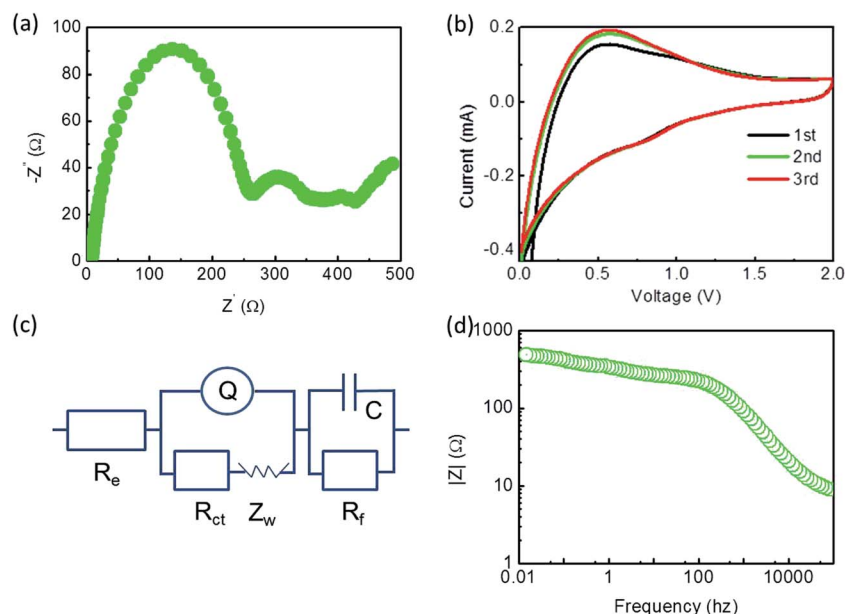 (a)
100
80
60
40
20
0
-Z" (Ω)
0 100 200 300 400 500
Z' (Ω)
(b)
0.2
0.0
-0.2
-0.4
Current (mA)
1st
2nd
3rd
0.0 0.5 1.0 1.5 2.0
Voltage (V)
(c)
Q
C
Re
Rct
Zw
Rf
(d)
1000
100
10
1
|Z| (Ω)
0.01 1 100 10000
Frequency (hz)